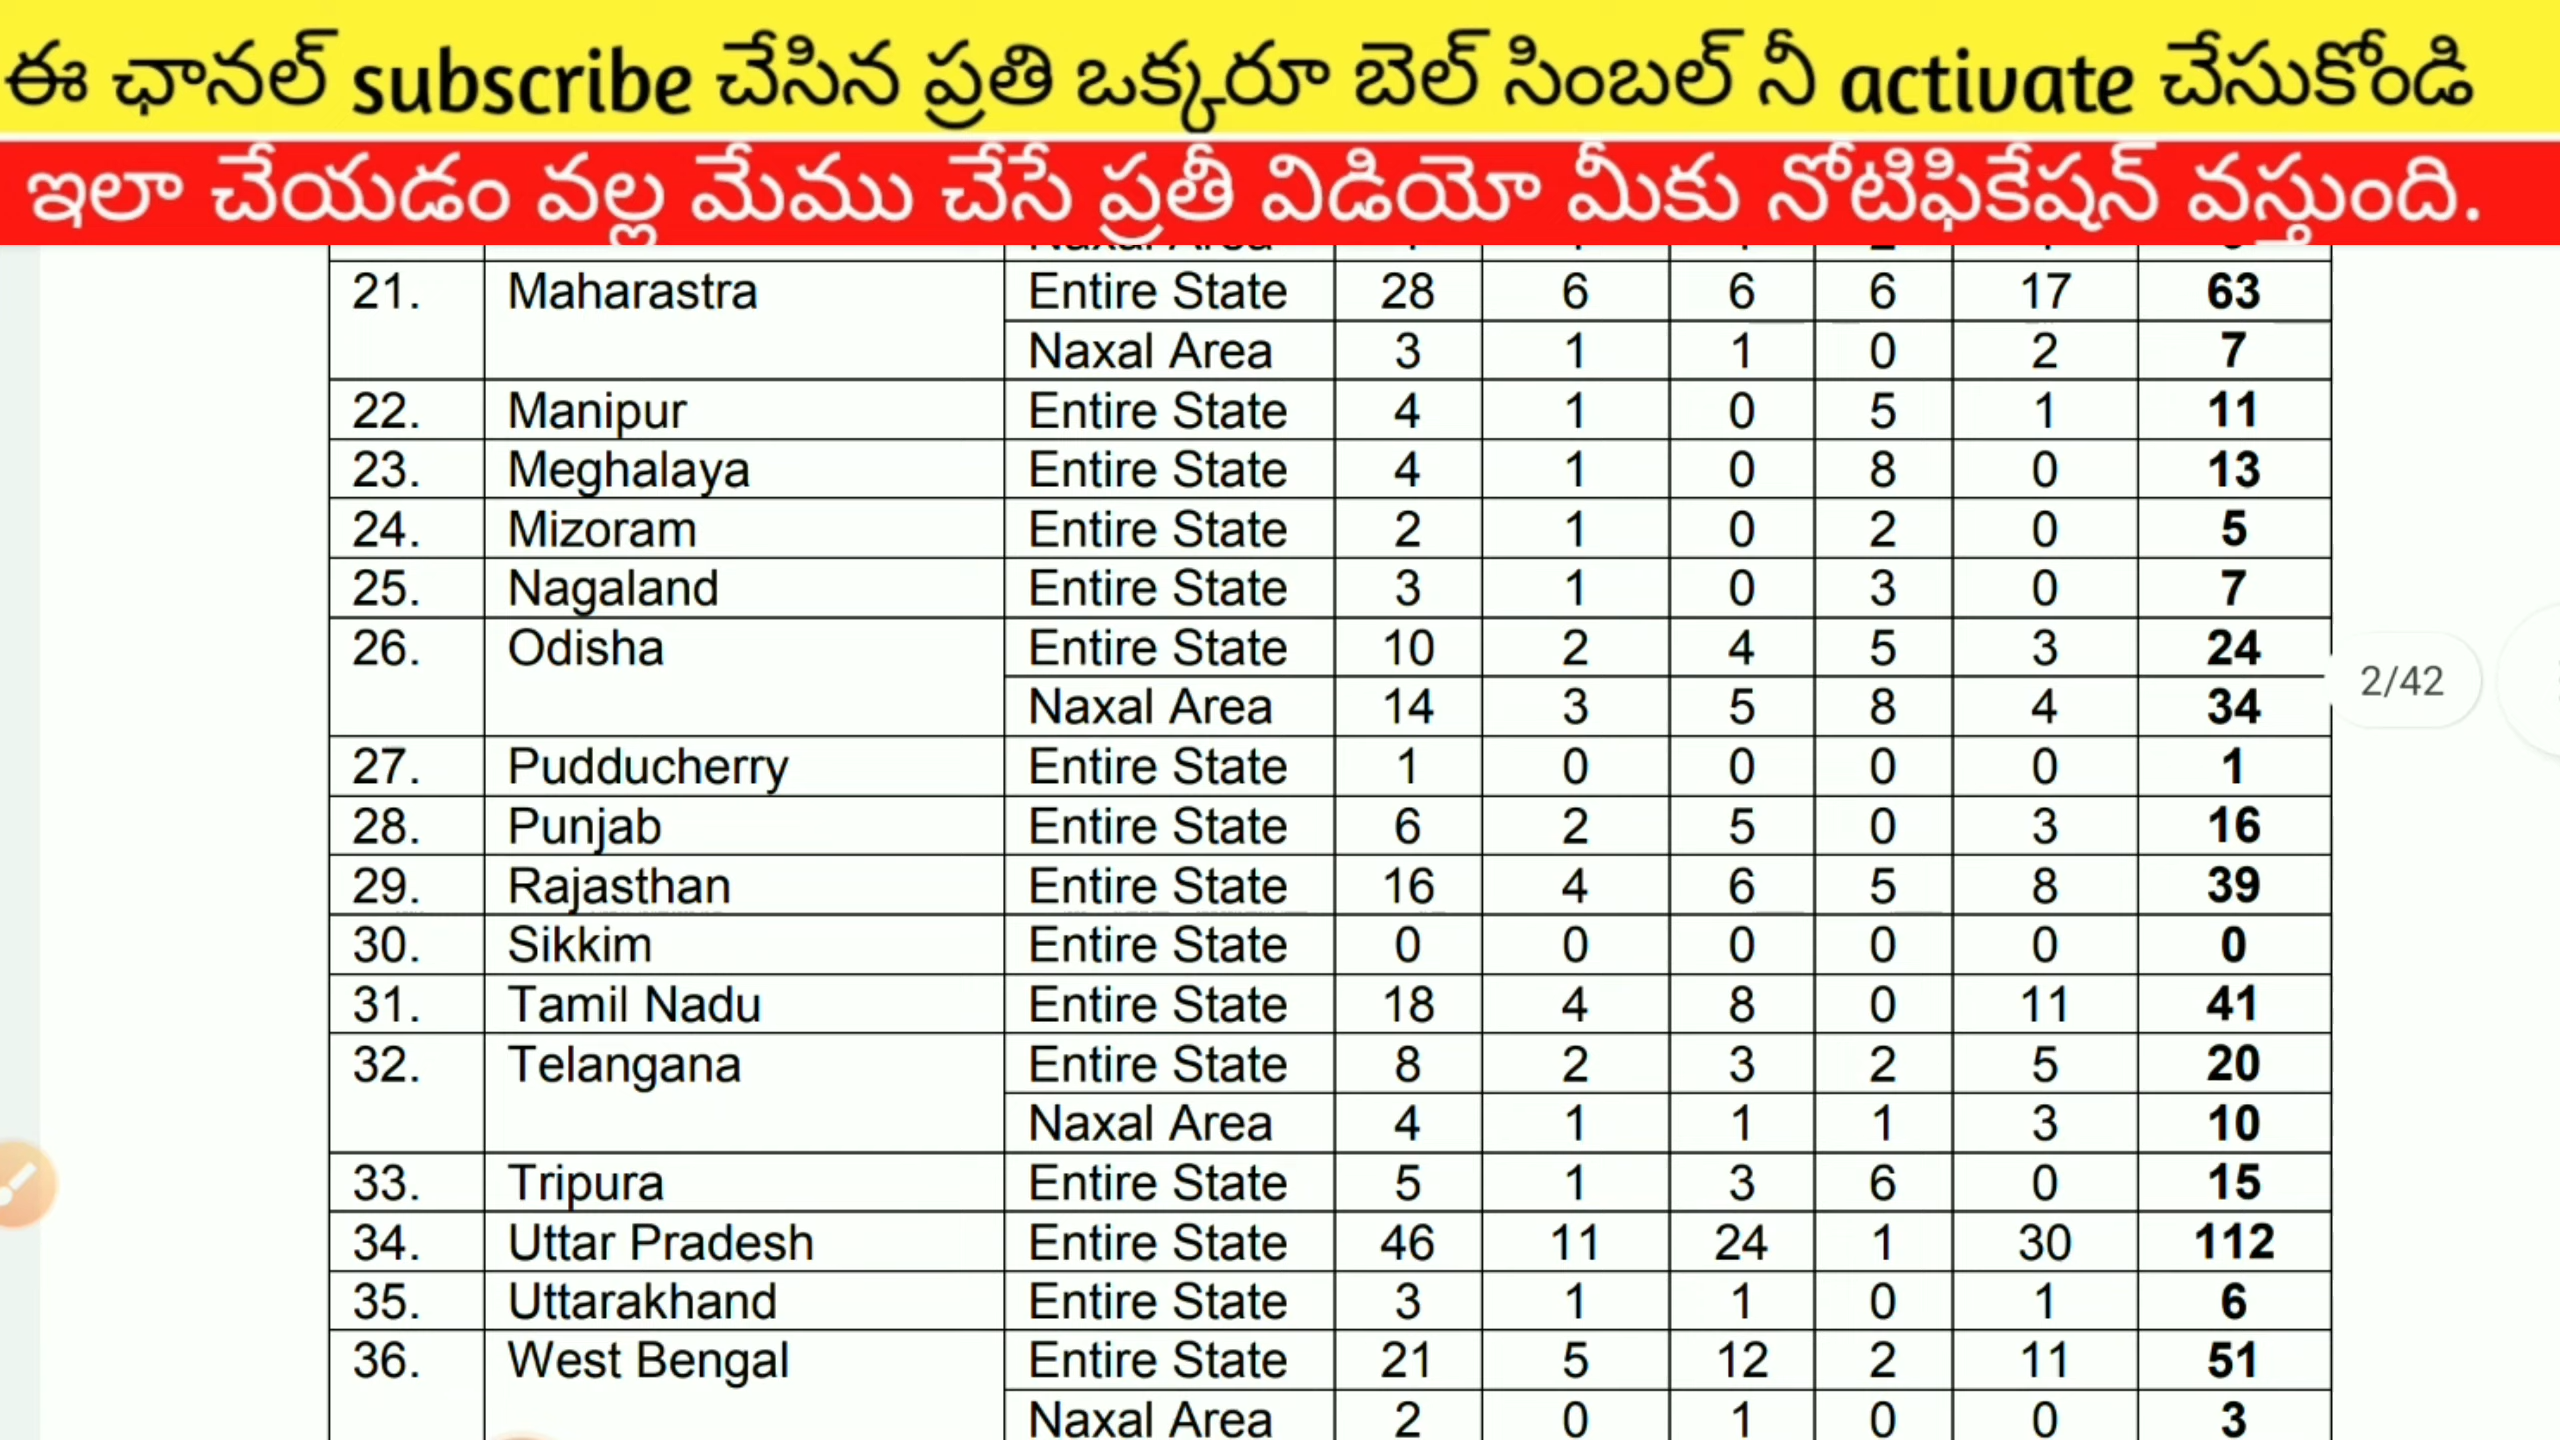 ఈ ఛానల్ subscribe చేసిన ప్రతి ఒక్కరూ బెల్ సింబల్ నీ activate చేసుకోండి
ఇలా చేయడం వల్ల మేము చేసే ప్రతీ విడియో మీకు నోటిఫికేషన్ వస్తుంది.
21. Maharastra Entire State 28 6 6 6 17 63
Naxal Area 3 1 1 0 2 7
22. Manipur Entire State 4 1 0 5 1 11
23. Meghalaya Entire State 4 1 0 8 0 13
24. Mizoram Entire State 2 1 0 2 0 5
25. Nagaland Entire State 3 1 0 3 0 7
26. Odisha Entire State 10 2 4 5 3 24
2/42
Naxal Area 14 3 5 8 4 34
27. Pudducherry Entire State 1 0 0 0 0 1
28. Punjab Entire State 6 2 5 0 3 16
29. Rajasthan Entire State 16 4 6 5 8 39
30. Sikkim Entire State 0 0 0 0 0 0
31. Tamil Nadu Entire State 18 4 8 0 11 41
32. Telangana Entire State 8 2 3 2 5 20
Naxal Area 4 1 1 1 3 10
33. Tripura Entire State 5 1 3 6 0 15
34. Uttar Pradesh Entire State 46 11 24 1 30 112
35. Uttarakhand Entire State 3 1 1 0 1 6
36. West Bengal Entire State 21 5 12 2 11 51
Naxal Area 2 0 1 0 0 3